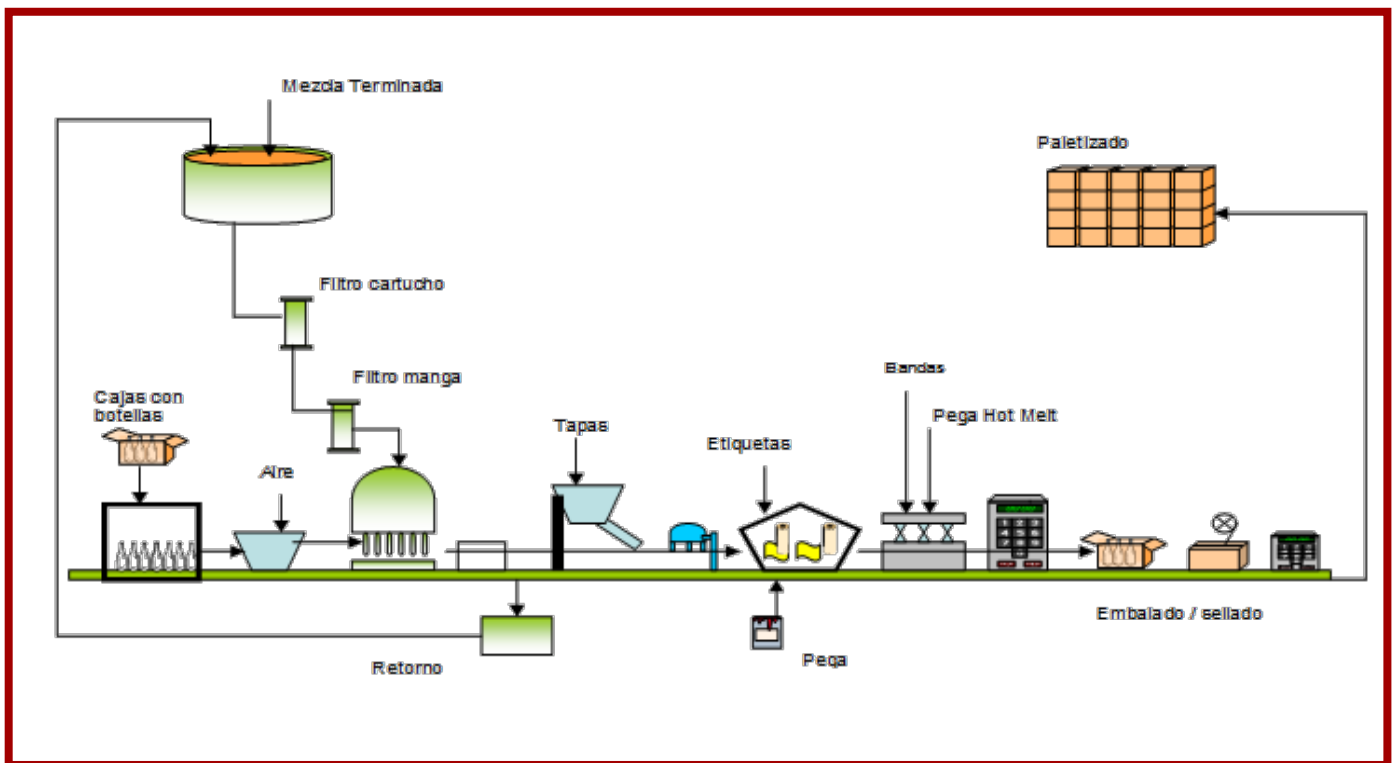 Mezcla Terminada
Paletizado
Filtro cartucho
Filtro manga
Cajas con
botellas
Bandas
Pega Hot Melt
Tapas
Etiquetas
Aire
Embalado / sellado
Retorno
Pega